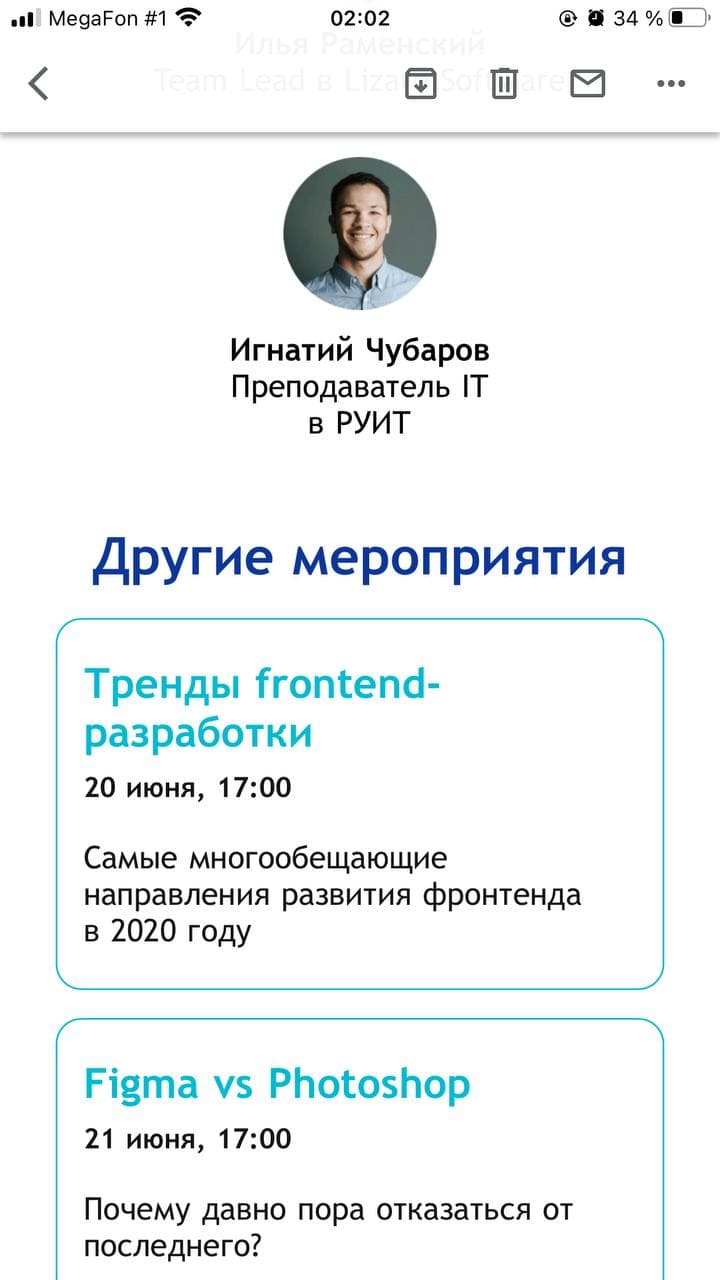 MegaFon #1 02:02 34 %
Илья Раменский
Team Lead в Lizard Software
Игнатий Чубаров
Преподаватель IT
в РУИТ
Другие мероприятия
Тренды frontend-
разработки
20 июня, 17:00
Самые многообещающие
направления развития фронтенда
в 2020 году
Figma vs Photoshop
21 июня, 17:00
Почему давно пора отказаться от
последнего?